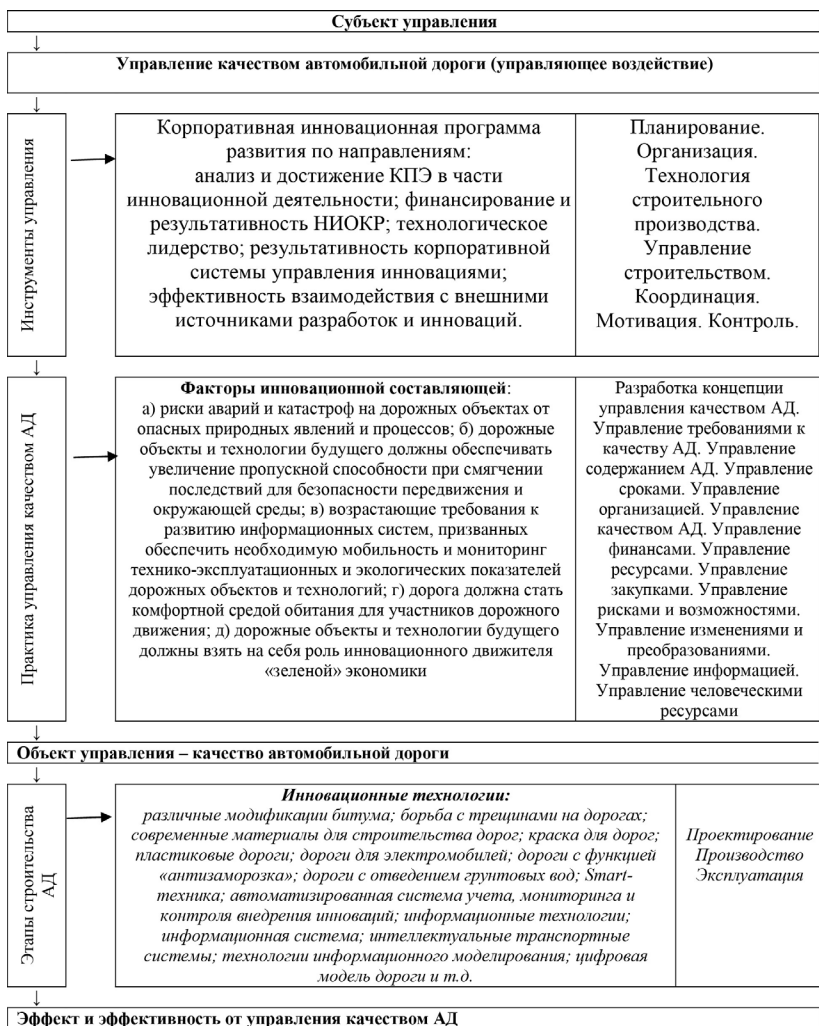 Субъект управления
↓
Управление качеством автомобильной дороги (управляющее воздействие)
↓
Инструменты управления
Корпоративная инновационная программа
развития по направлениям:
анализ и достижение КПЭ в части
инновационной деятельности; финансирование и
результативность НИОКР; технологическое
лидерство; результативность корпоративной
системы управления инновациями;
эффективность взаимодействия с внешними
источниками разработок и инноваций.
Планирование.
Организация.
Технология
строительного
производства.
Управление
строительством.
Координация.
Мотивация. Контроль.
↓
Практика управления качеством АД
Факторы инновационной составляющей:
а) риски аварий и катастроф на дорожных объектах от
опасных природных явлений и процессов; б) дорожные
объекты и технологии будущего должны обеспечивать
увеличение пропускной способности при смягчении
последствий для безопасности передвижения и
окружающей среды; в) возрастающие требования к
развитию информационных систем, призванных
обеспечить необходимую мобильность и мониторинг
технико-эксплуатационных и экологических показателей
дорожных объектов и технологий; г) дорога должна стать
комфортной средой обитания для участников дорожного
движения; д) дорожные объекты и технологии будущего
должны взять на себя роль инновационного движителя
«зеленой» экономики
Разработка концепции
управления качеством АД.
Управление требованиями к
качеству АД. Управление
содержанием АД. Управление
сроками. Управление
организацией. Управление
качеством АД. Управление
финансами. Управление
ресурсами. Управление
закупками. Управление
рисками и возможностями.
Управление изменениями и
преобразованиями.
Управление информацией.
Управление человеческими
ресурсами
↓
Объект управления – качество автомобильной дороги
↓
Этапы строительства
АД
Инновационные технологии:
различные модификации битума; борьба с трещинами на дорогах;
современные материалы для строительства дорог; краска для дорог;
пластиковые дороги; дороги для электромобилей; дороги с функцией
«антизаморозка»; дороги с отведением грунтовых вод; Smart-
техника; автоматизированная система учета, мониторинга и
контроля внедрения инноваций; информационные технологии;
информационная система; интеллектуальные транспортные
системы; технологии информационного моделирования; цифровая
модель дороги и т.д.
Проектирование
Производство
Эксплуатация
↓
Эффект и эффективность от управления качеством АД